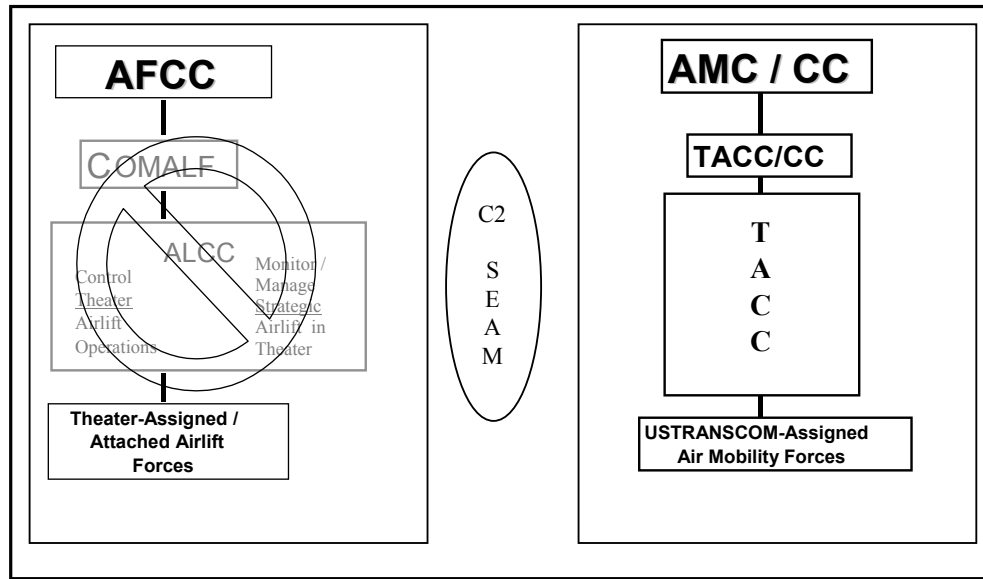 AFCC
COMALF
ALCC
Control
Theater
Airlift
Operations
Monitor /
Manage
Strategic
Airlift in
Theater
Theater-Assigned /
Attached Airlift
Forces
C2
S
E
A
M
AMC / CC
TACC/CC
T
A
C
C
USTRANSCOM-Assigned
Air Mobility Forces